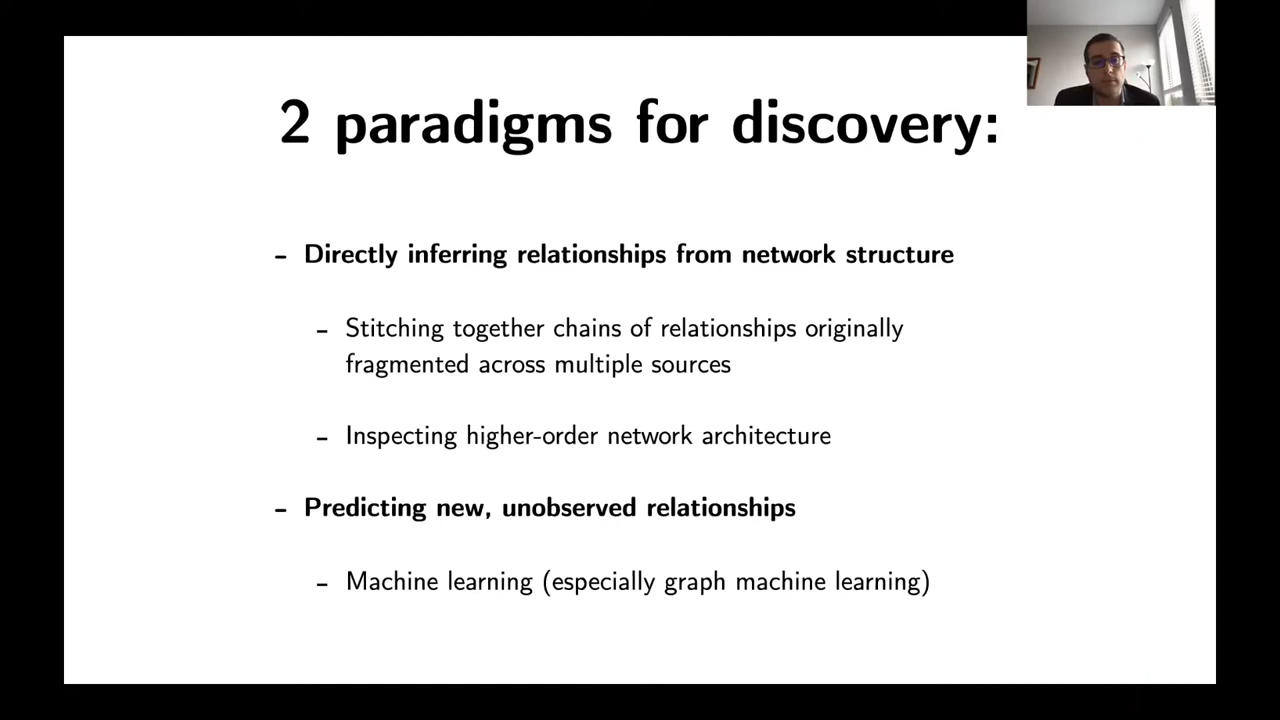 2 paradigms for discovery:
- Directly inferring relationships from network structure
- Stitching together chains of relationships originally
fragmented across multiple sources
- Inspecting higher-order network architecture
- Predicting new, unobserved relationships
- Machine learning (especially graph machine learning)